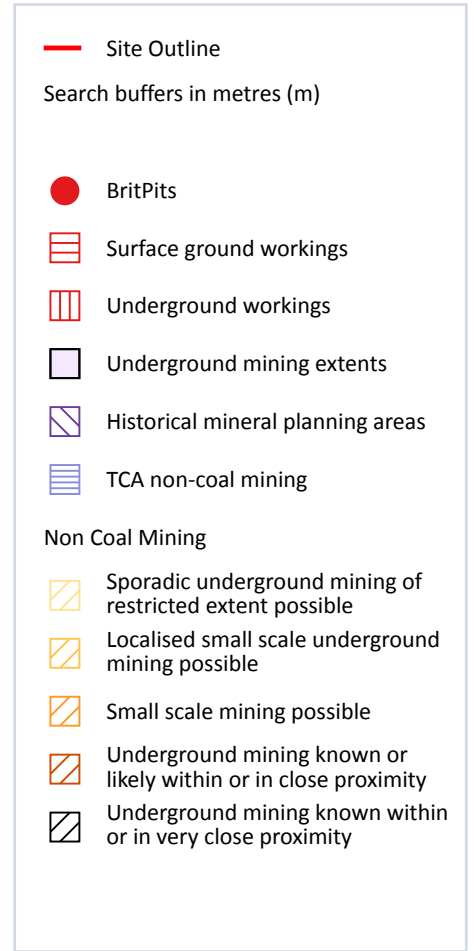 Site Outline
Search buffers in metres (m)
BritPits
Surface ground workings
Underground workings
Underground mining extents
Historical mineral planning areas
TCA non-coal mining
Non Coal Mining
Sporadic underground mining of
restricted extent possible
Localised small scale underground
mining possible
Small scale mining possible
Underground mining known or
likely within or in close proximity
Underground mining known within
or in very close proximity